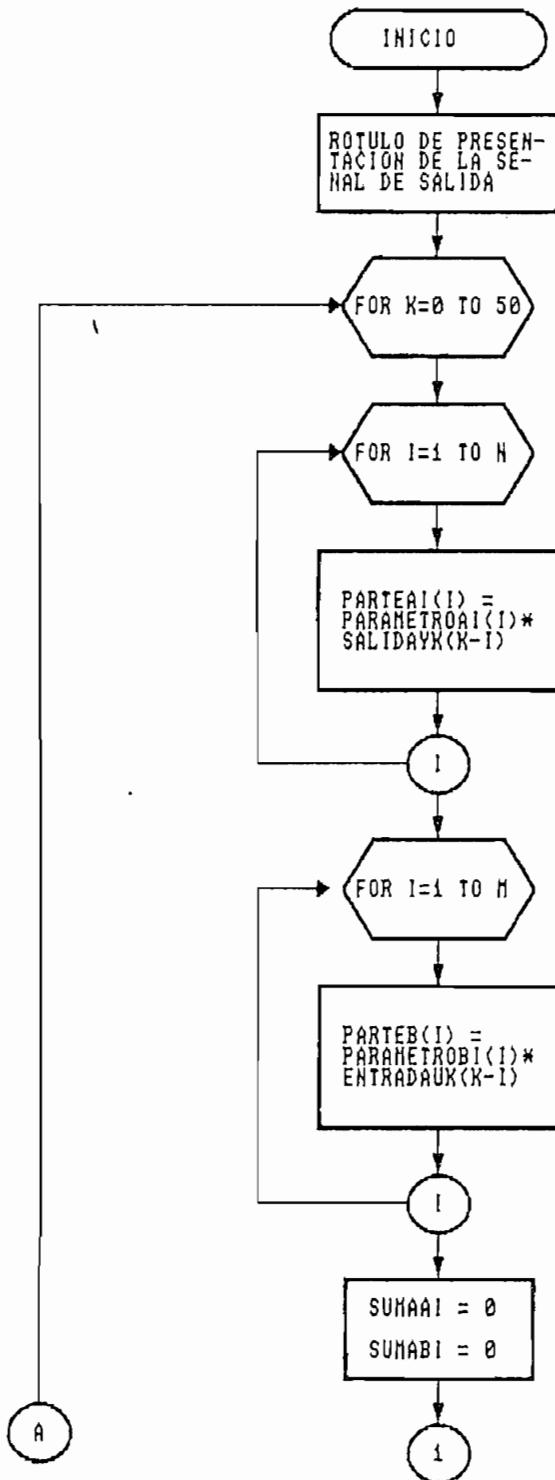 INICIO
ROTULO DE PRESEN-
TACION DE LA SE-
NAL DE SALIDA
FOR K=0 TO 50
FOR I=1 TO N
PARTEAI(I) =
PARAMETROAI(I)*
SALIDAYK(K-I)
I
FOR I=1 TO M
PARTEB(I) =
PARAMETROBI(I)*
ENTRADAUK(K-I)
I
SUMAAI = 0
SUMABI = 0
A
1